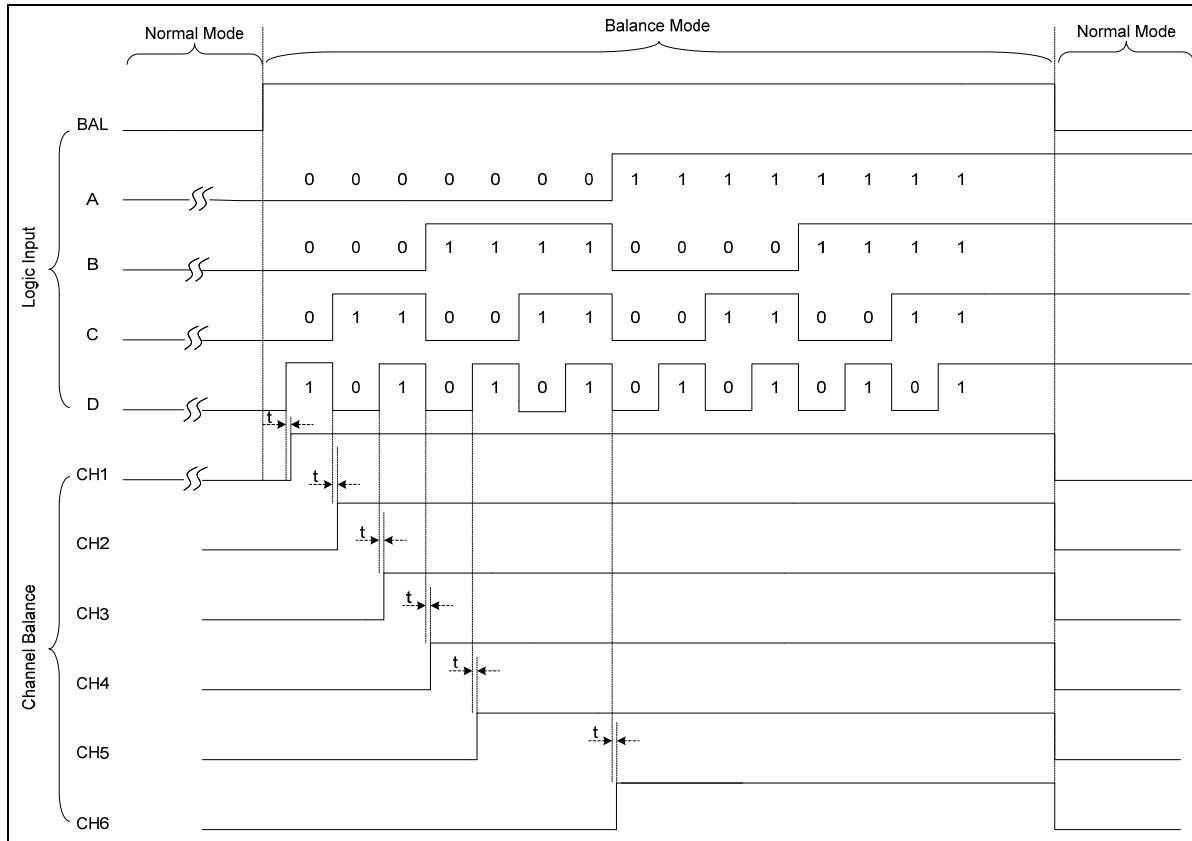 Normal Mode
Balance Mode
Normal Mode
Logic Input
BAL
A
0 0 0 0 0 0 0 1 1 1 1 1 1 1 1
B
0 0 0 1 1 1 1 0 0 0 0 1 1 1 1
C
0 1 1 0 0 1 1 0 0 1 1 0 0 1 1
D
1 0 1 0 1 0 1 0 1 0 1 0 1 0 1
Channel Balance
t
CH1
t
CH2
t
CH3
t
CH4
t
CH5
t
CH6